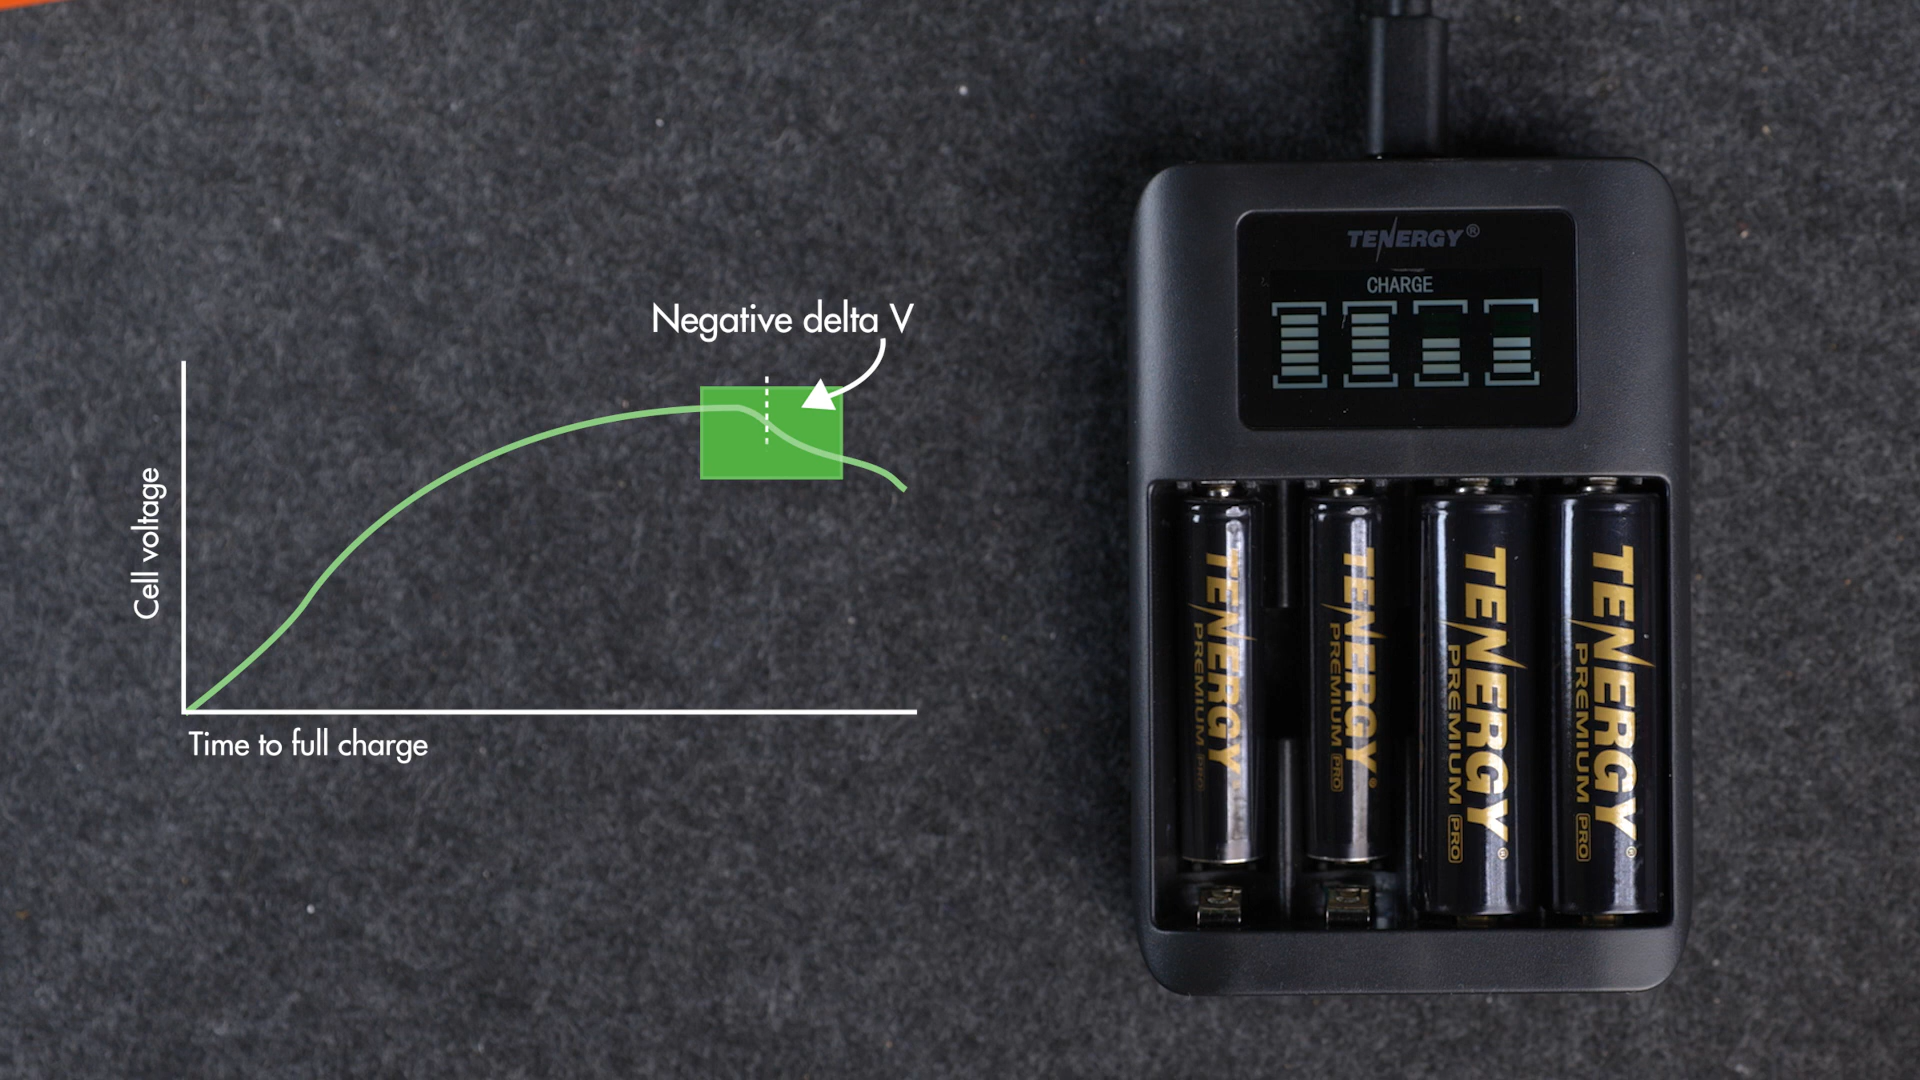 Negative delta V
Cell voltage
Time to full charge
TENERGY®
CHARGE
TENERGY
PREMIUM PRO
TENERGY®
PREMIUM PRO
TENERGY®
PREMIUM PRO
TENERGY®
PREMIUM PRO